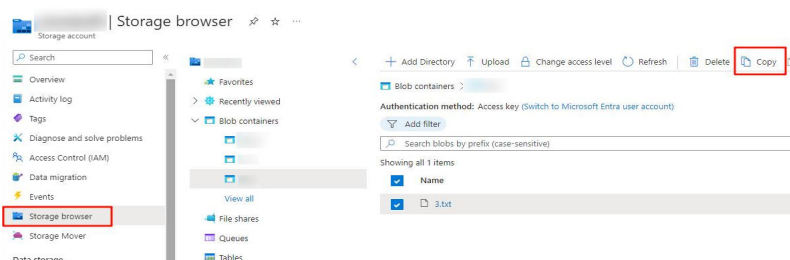 | Storage browser
Storage account
Search
Overview
Activity log
Tags
Diagnose and solve problems
Access Control (IAM)
Data migration
Events
Storage browser
Storage Mover
Data storage
Favorites
Recently viewed
Blob containers
View all
File shares
Queues
Tables
Add Directory Upload Change access level Refresh Delete Copy
Blob containers >
Authentication method: Access key (Switch to Microsoft Entra user account)
Add filter
Search blobs by prefix (case-sensitive)
Showing all 1 items
Name
3.txt